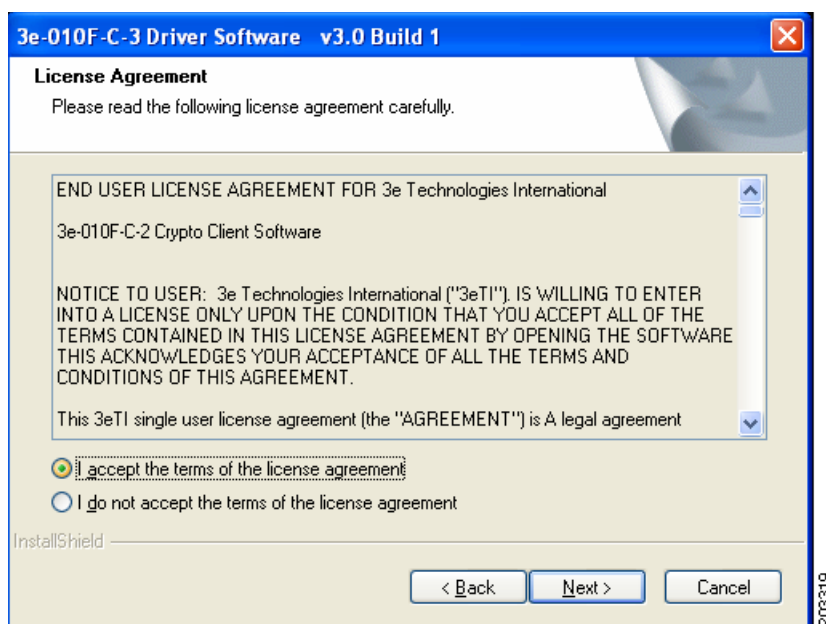 3e-010F-C-3 Driver Software v3.0 Build 1
License Agreement
Please read the following license agreement carefully.
END USER LICENSE AGREEMENT FOR 3e Technologies International
3e-010F-C-2 Crypto Client Software
NOTICE TO USER: 3e Technologies International ("3eTI"). IS WILLING TO ENTER
INTO A LICENSE ONLY UPON THE CONDITION THAT YOU ACCEPT ALL OF THE
TERMS CONTAINED IN THIS LICENSE AGREEMENT BY OPENING THE SOFTWARE
THIS ACKNOWLEDGES YOUR ACCEPTANCE OF ALL THE TERMS AND
CONDITIONS OF THIS AGREEMENT.
This 3eTI single user license agreement (the "AGREEMENT") is A legal agreement
I accept the terms of the license agreement
I do not accept the terms of the license agreement
InstallShield
< Back
Next >
Cancel
203319